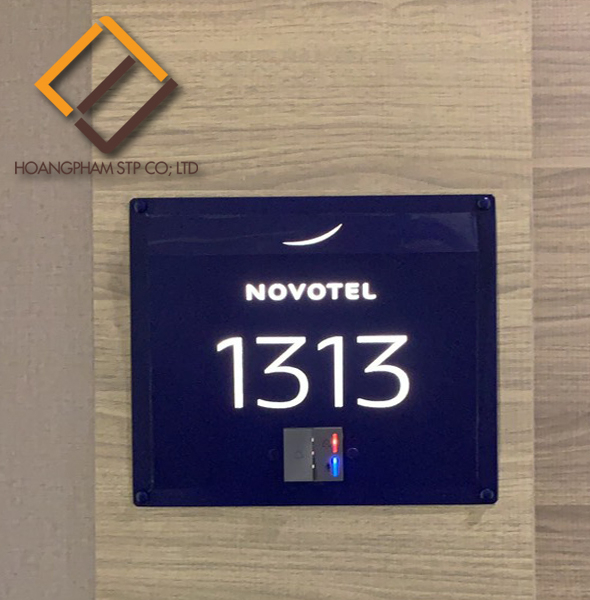 HOANGPHAM STP CO; LTD
NOVOTEL
1313